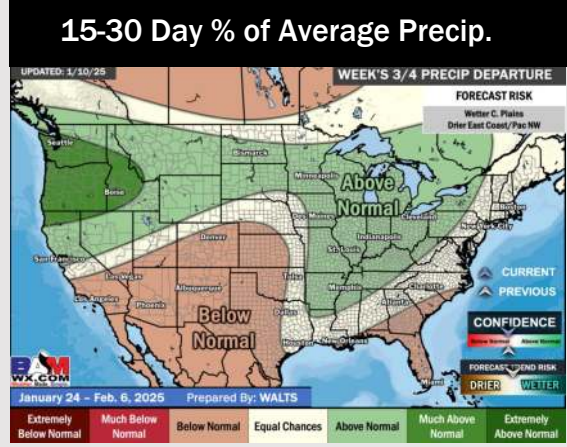 15-30 Day % of Average Precip.
UPDATED: 1/10/25
WEEK'S 3/4 PRECIP DEPARTURE
FORECAST RISK
Wetter C. Plains
Drier East Coast/Pac NW
Seattle
Bismarck
Minneapolis
Boise
Above
Normal
Boston
New York City
Cleveland
Des Moines
Indianapolis
Denver
St. Louis
San Francisco
CURRENT
PREVIOUS
Las Vegas
Tulsa
Charlotte
Los Angeles
Albuquerque
Memphis
Phoenix
Atlanta
Dallas
Below
Normal
CONFIDENCE
Below Normal Above Normal
Houston
New Orleans
FORECAST TREND RISK
DRIER WETTER
Miami
BAM
WX.COM
January 24 – Feb. 6, 2025 Prepared By: WALTS
Extremely Below Normal
Much Below Normal
Below Normal
Equal Chances
Above Normal
Much Above Normal
Extremely Above Normal